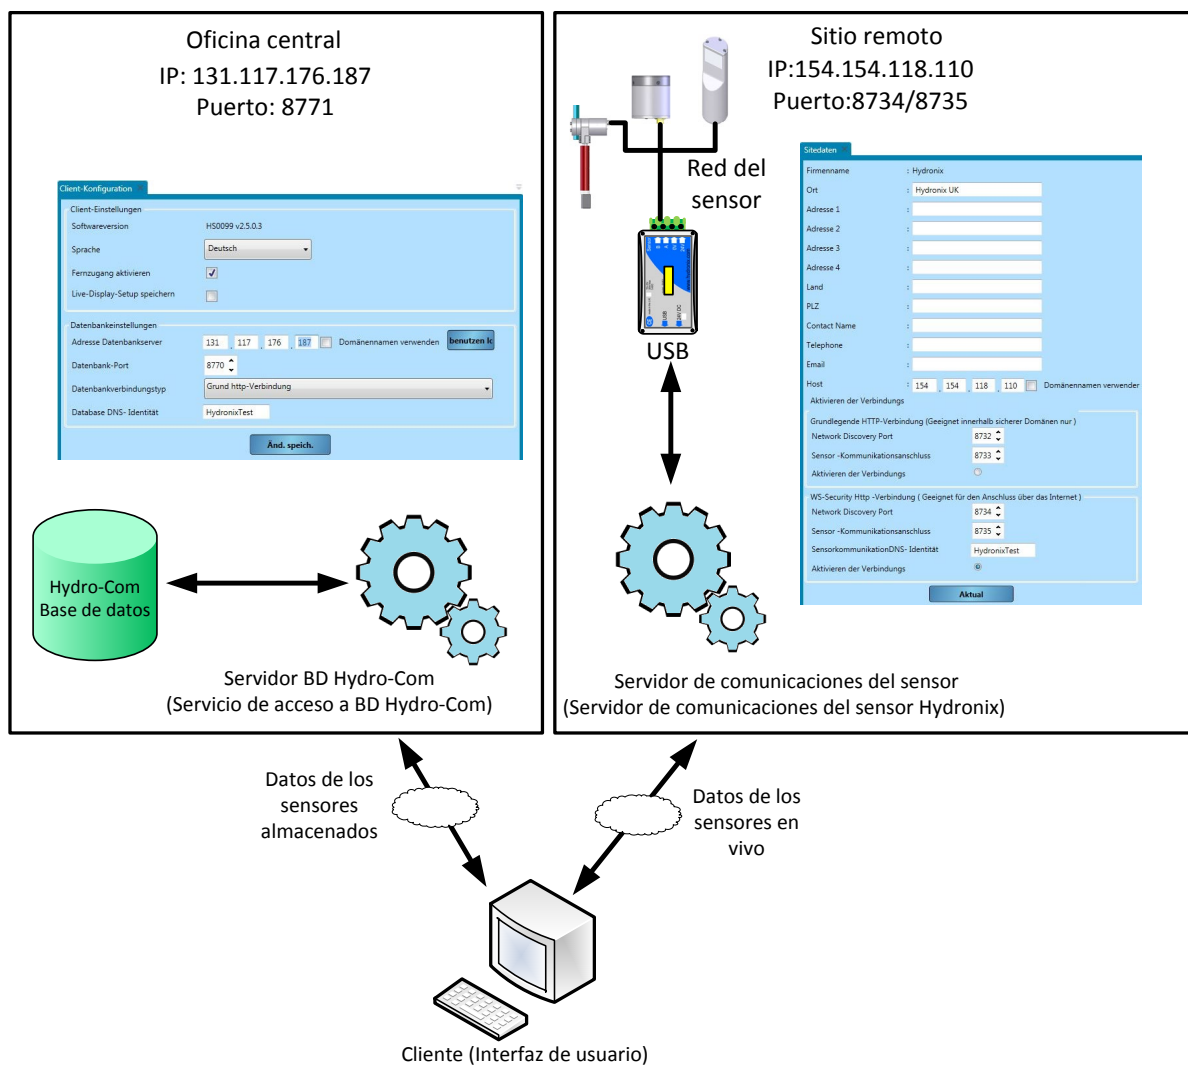 Oficina central
IP: 131.117.176.187
Puerto: 8771
Client-Konfiguration
Client-Einstellungen
Softwareversion HS0099 v2.5.0.3
Sprache Deutsch
Fernzugang aktivieren
Live-Display-Setup speichern
Datenbankeinstellungen
Adresse Datenbankserver 131 . 117 . 176 . 187 Domänennamen verwenden benutzen lc
Datenbank-Port 8770
Datenbankverbindungstyp Grund http-Verbindung
Database DNS- Identität HydronixTest
Änd. speich.
Hydro-Com
Base de datos
Servidor BD Hydro-Com
(Servicio de acceso a BD Hydro-Com)
Sitio remoto
IP:154.154.118.110
Puerto:8734/8735
Red del
sensor
USB
Sitedaten
Firmenname : Hydronix
Ort : Hydronix UK
Adresse 1 :
Adresse 2 :
Adresse 3 :
Adresse 4 :
Land :
PLZ :
Contact Name :
Telephone :
Email :
Host : 154 . 154 . 118 . 110 Domänennamen verwender
Aktivieren der Verbindungs
Grundlegende HTTP-Verbindung (Geeignet innerhalb sicherer Domänen nur )
Network Discovery Port 8732
Sensor -Kommunikationsanschluss 8733
Aktivieren der Verbindungs
WS-Security Http -Verbindung ( Geeignet für den Anschluss über das Internet )
Network Discovery Port 8734
Sensor -Kommunikationsanschluss 8735
SensorkommunikationDNS- Identität HydronixTest
Aktivieren der Verbindungs
Aktual
Servidor de comunicaciones del sensor
(Servidor de comunicaciones del sensor Hydronix)
Datos de los
sensores
almacenados
Datos de los
sensores en
vivo
Cliente (Interfaz de usuario)